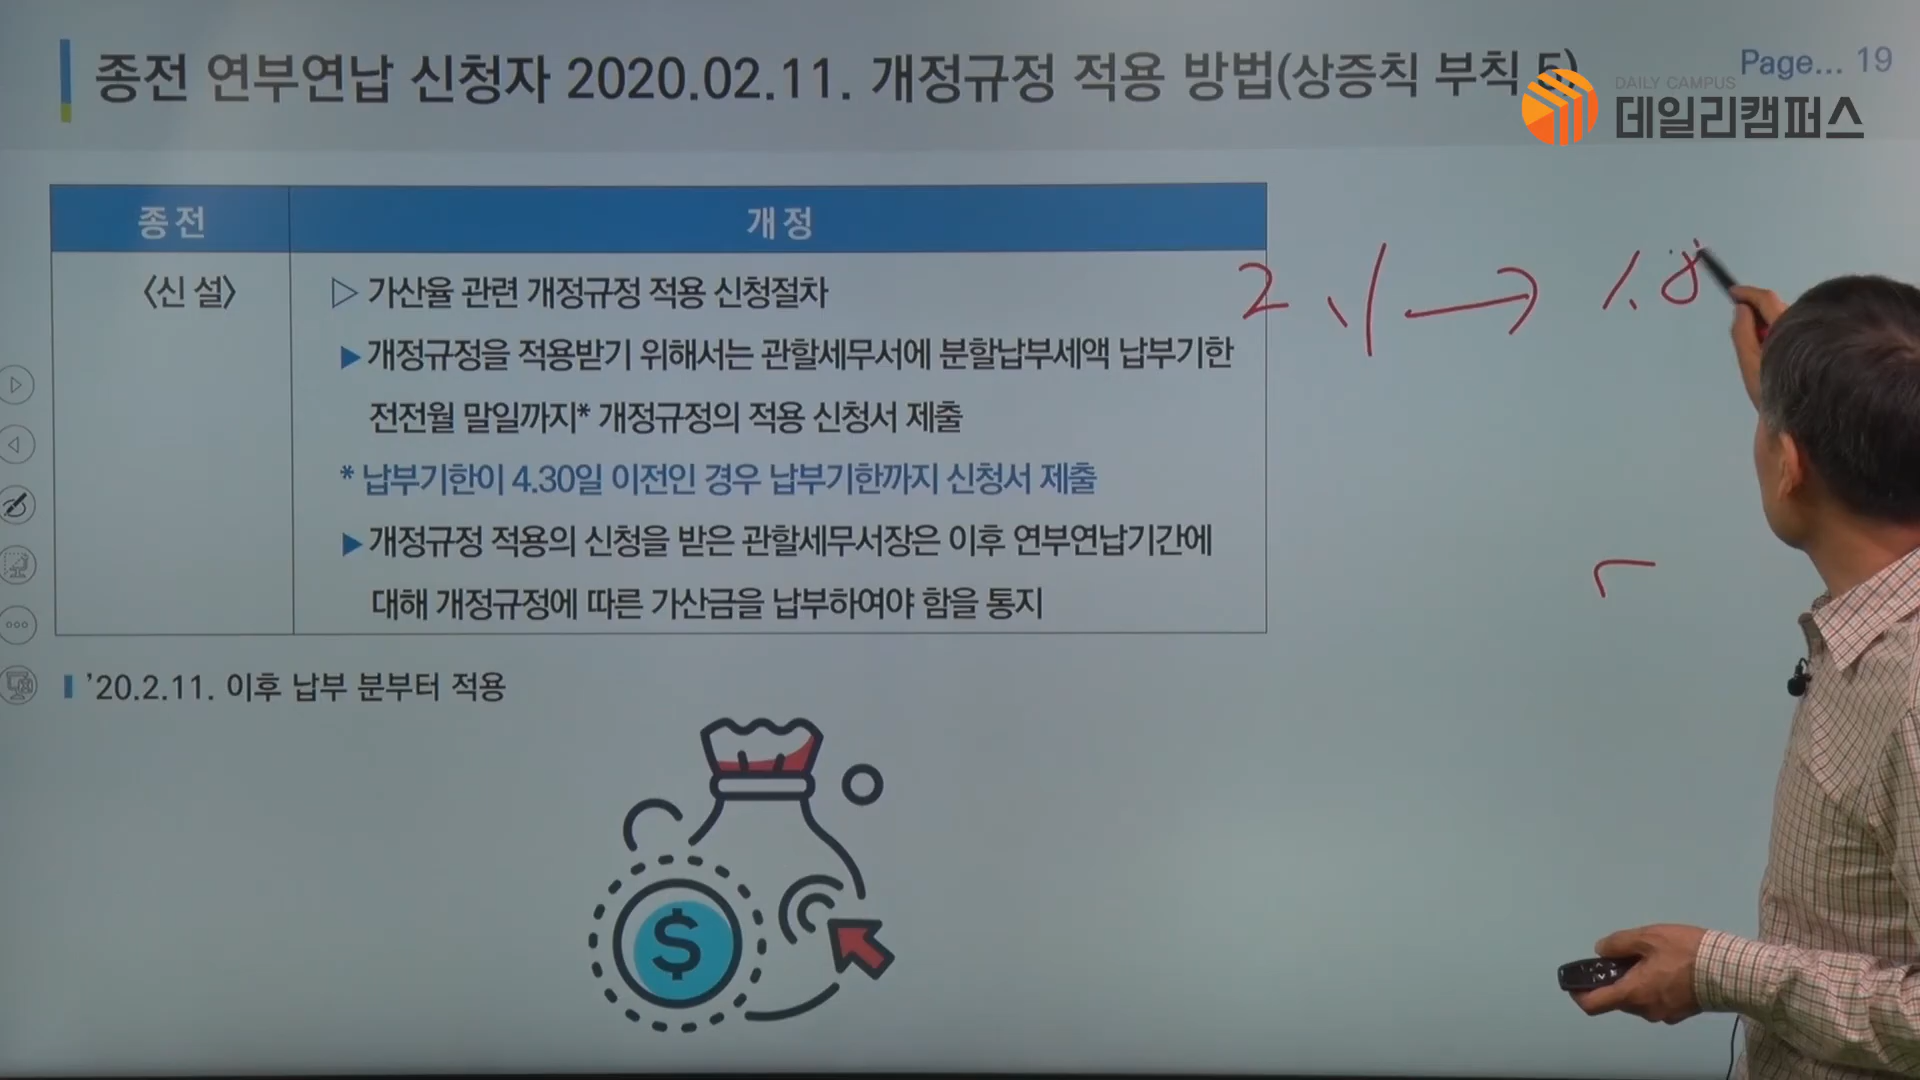 종전 연부연납 신청자 2020.02.11. 개정규정 적용 방법(상증칙 부칙 5)
Page... 19
DAILY CAMPUS
데일리캠퍼스
종 전
개 정
<신 설>
▷ 가산율 관련 개정규정 적용 신청절차
▶ 개정규정을 적용받기 위해서는 관할세무서에 분할납부세액 납부기한
전전월 말일까지* 개정규정의 적용 신청서 제출
* 납부기한이 4.30일 이전인 경우 납부기한까지 신청서 제출
▶ 개정규정 적용의 신청을 받은 관할세무서장은 이후 연부연납기간에
대해 개정규정에 따른 가산금을 납부하여야 함을 통지
2.1 → 1.8
’20.2.11. 이후 납부 분부터 적용
$